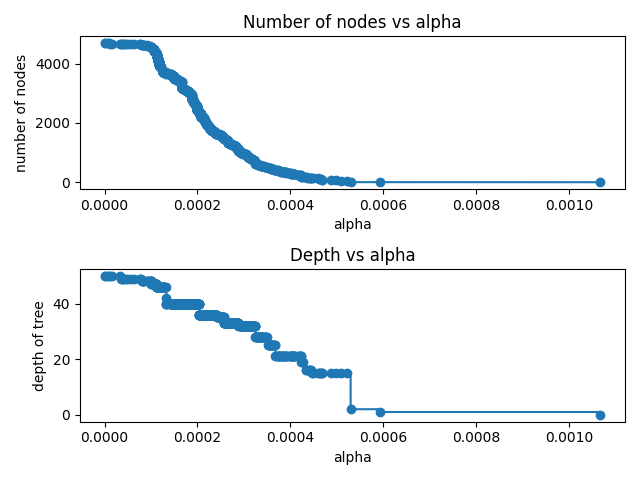 Number of nodes vs alpha
number of nodes
4000
2000
0
0.0000 0.0002 0.0004 0.0006 0.0008 0.0010
alpha
Depth vs alpha
depth of tree
40
20
0
0.0000 0.0002 0.0004 0.0006 0.0008 0.0010
alpha